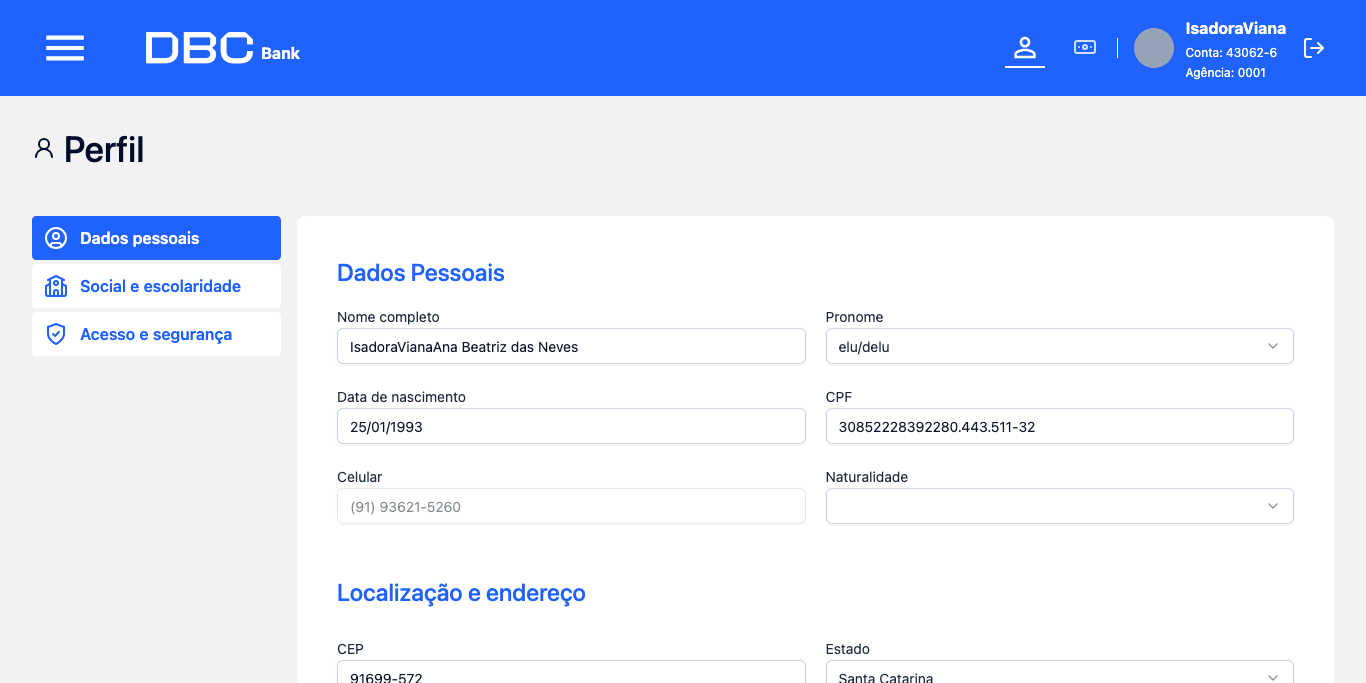 DBC Bank
IsadoraViana
Conta: 43062-6
Agência: 0001
Perfil
Dados pessoais
Social e escolaridade
Acesso e segurança
Dados Pessoais
Nome completo
IsadoraVianaAna Beatriz das Neves
Pronome
elu/delu
Data de nascimento
25/01/1993
CPF
30852228392280.443.511-32
Celular
(91) 93621-5260
Naturalidade
Localização e endereço
CEP
91699-572
Estado
Santa Catarina